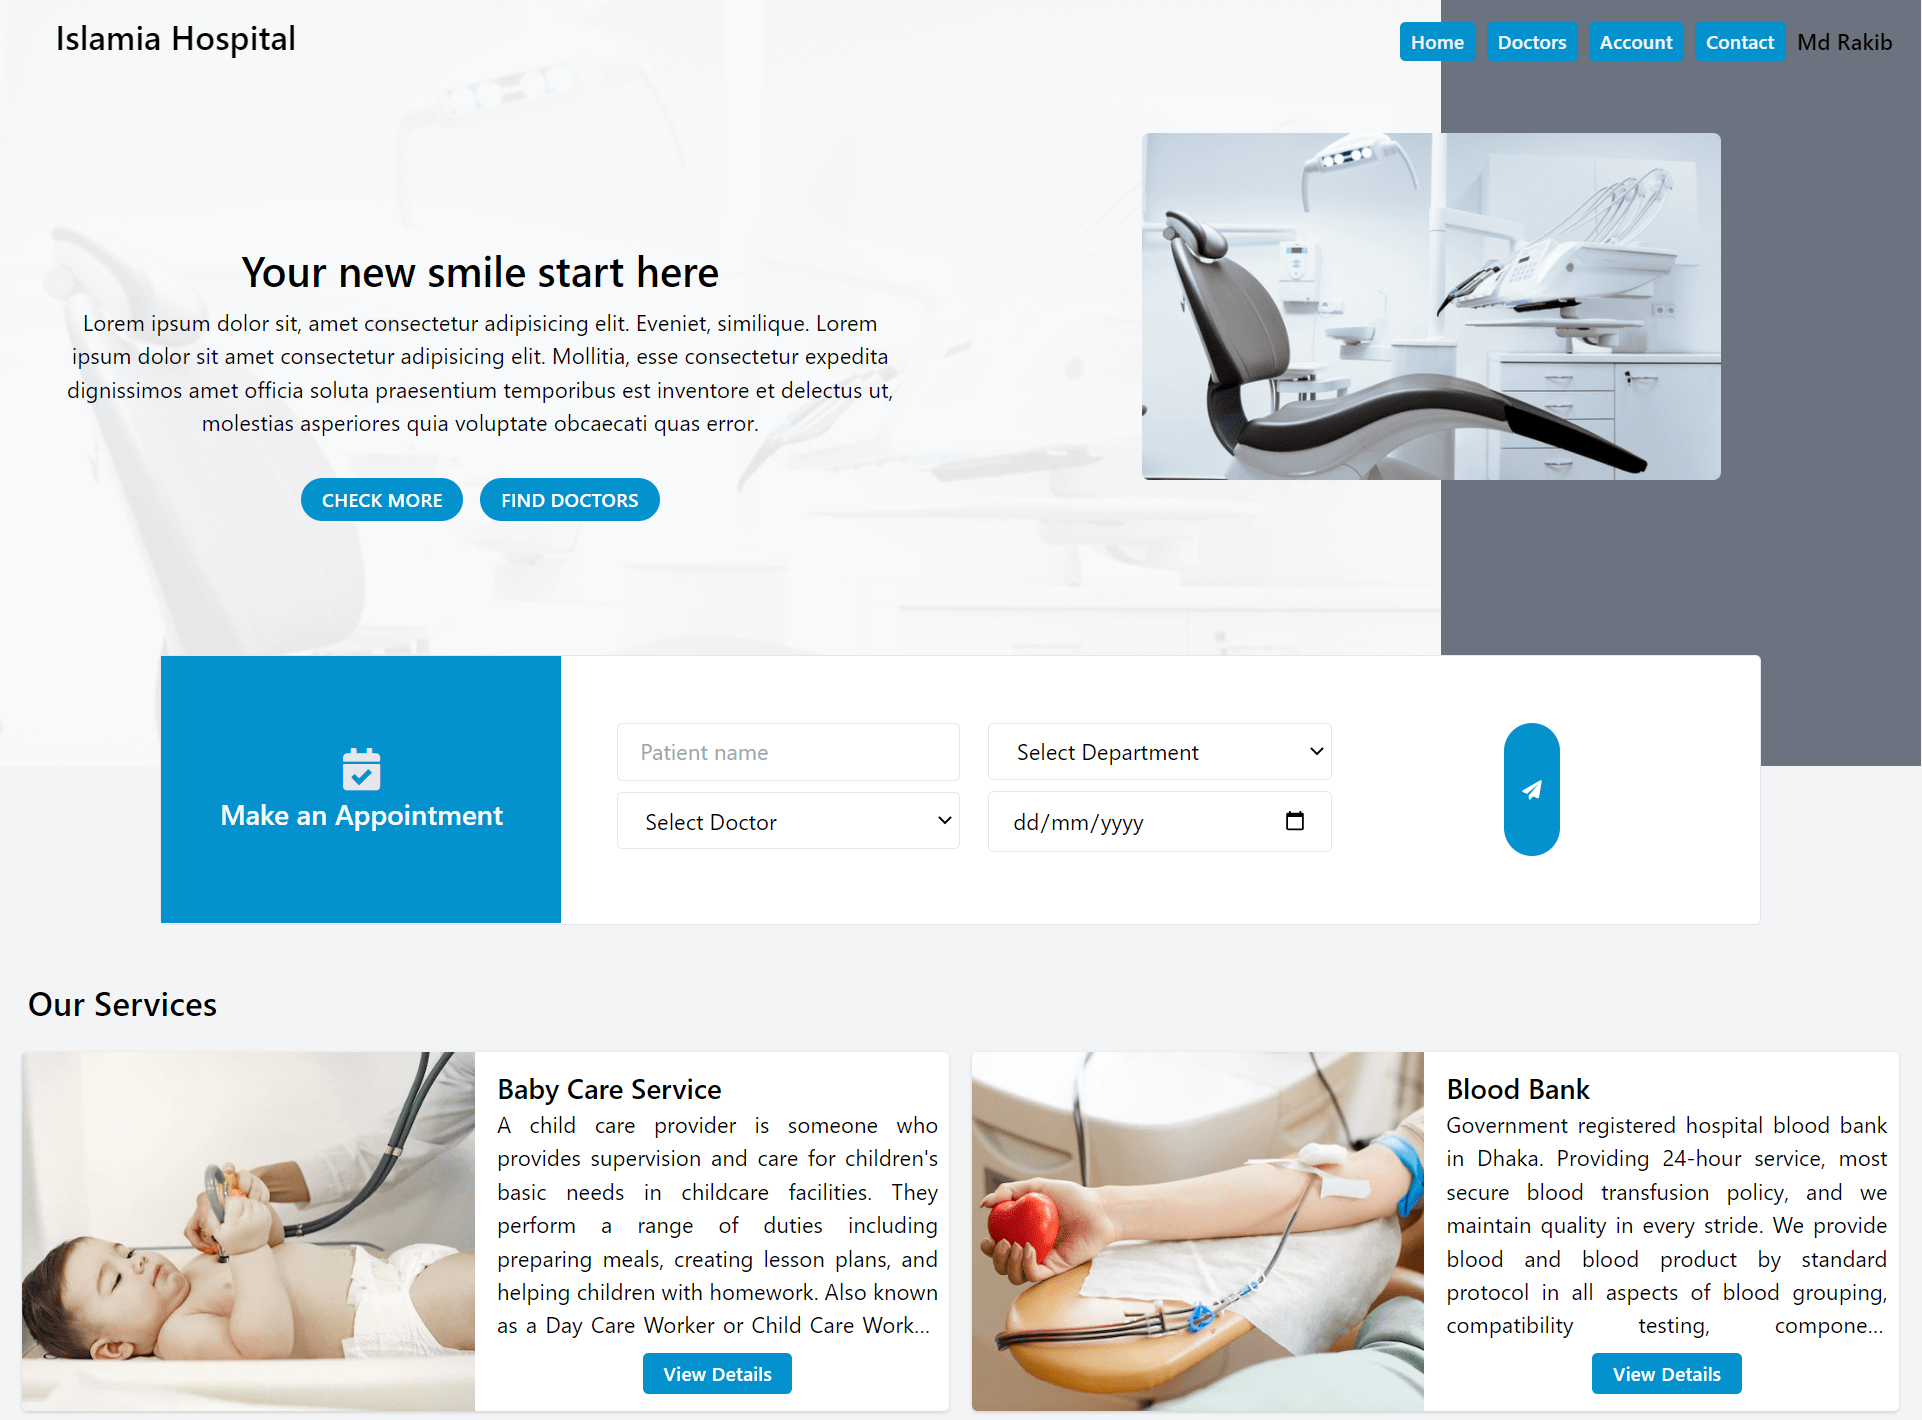 Islamia Hospital
Home Doctors Account Contact Md Rakib
Your new smile start here
Lorem ipsum dolor sit, amet consectetur adipisicing elit. Eveniet, similique. Lorem
ipsum dolor sit amet consectetur adipisicing elit. Mollitia, esse consectetur expedita
dignissimos amet officia soluta praesentium temporibus est inventore et delectus ut,
molestias asperiores quia voluptate obcaecati quas error.
CHECK MORE FIND DOCTORS
Make an Appointment
Patient name
Select Department
Select Doctor
dd/mm/yyyy
Our Services
Baby Care Service
A child care provider is someone who
provides supervision and care for children's
basic needs in childcare facilities. They
perform a range of duties including
preparing meals, creating lesson plans, and
helping children with homework. Also known
as a Day Care Worker or Child Care Work...
View Details
Blood Bank
Government registered hospital blood bank
in Dhaka. Providing 24-hour service, most
secure blood transfusion policy, and we
maintain quality in every stride. We provide
blood and blood product by standard
protocol in all aspects of blood grouping,
compatibility testing, compone...
View Details